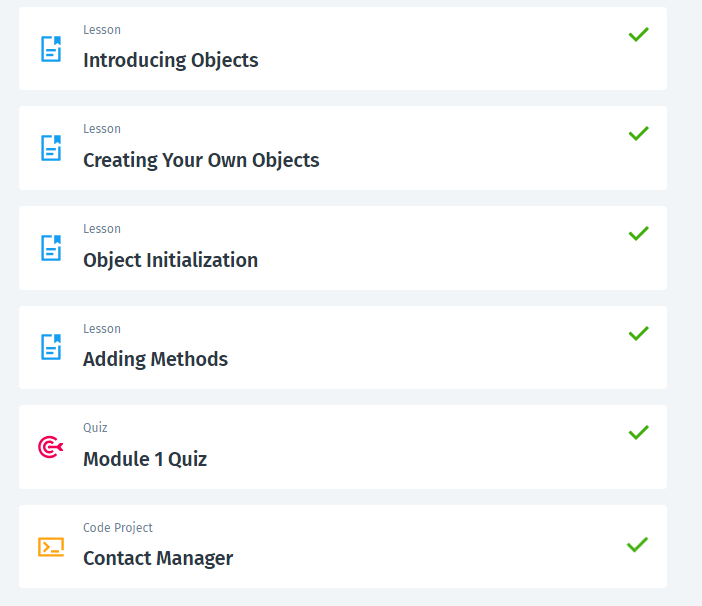 Lesson
Introducing Objects
Lesson
Creating Your Own Objects
Lesson
Object Initialization
Lesson
Adding Methods
Quiz
Module 1 Quiz
Code Project
Contact Manager